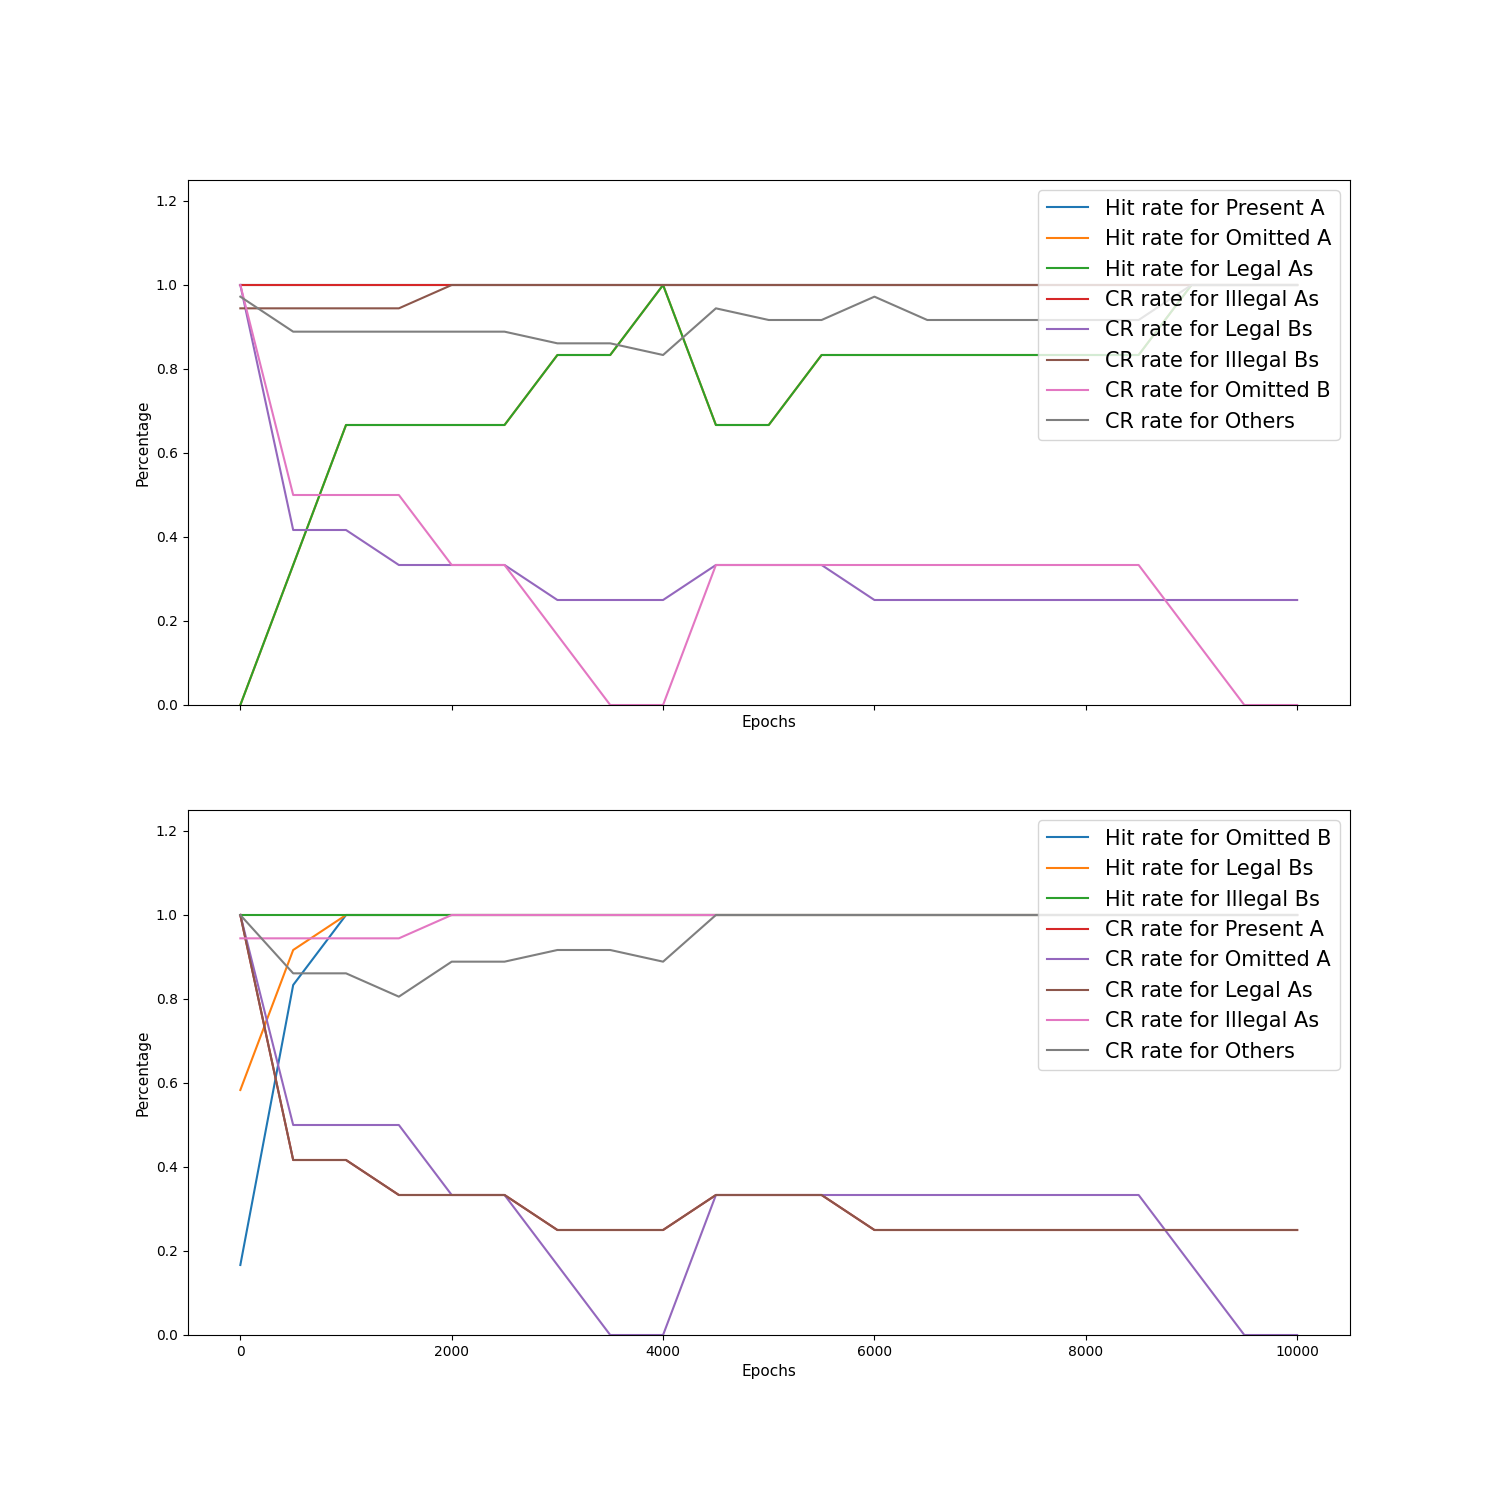 1.2
1.0
0.8
0.6
0.4
0.2
0.0
Percentage
Epochs
Hit rate for Present A
Hit rate for Omitted A
Hit rate for Legal As
CR rate for Illegal As
CR rate for Legal Bs
CR rate for Illegal Bs
CR rate for Omitted B
CR rate for Others
1.2
1.0
0.8
0.6
0.4
0.2
0.0
Percentage
0 2000 4000 6000 8000 10000
Epochs
Hit rate for Omitted B
Hit rate for Legal Bs
Hit rate for Illegal Bs
CR rate for Present A
CR rate for Omitted A
CR rate for Legal As
CR rate for Illegal As
CR rate for Others